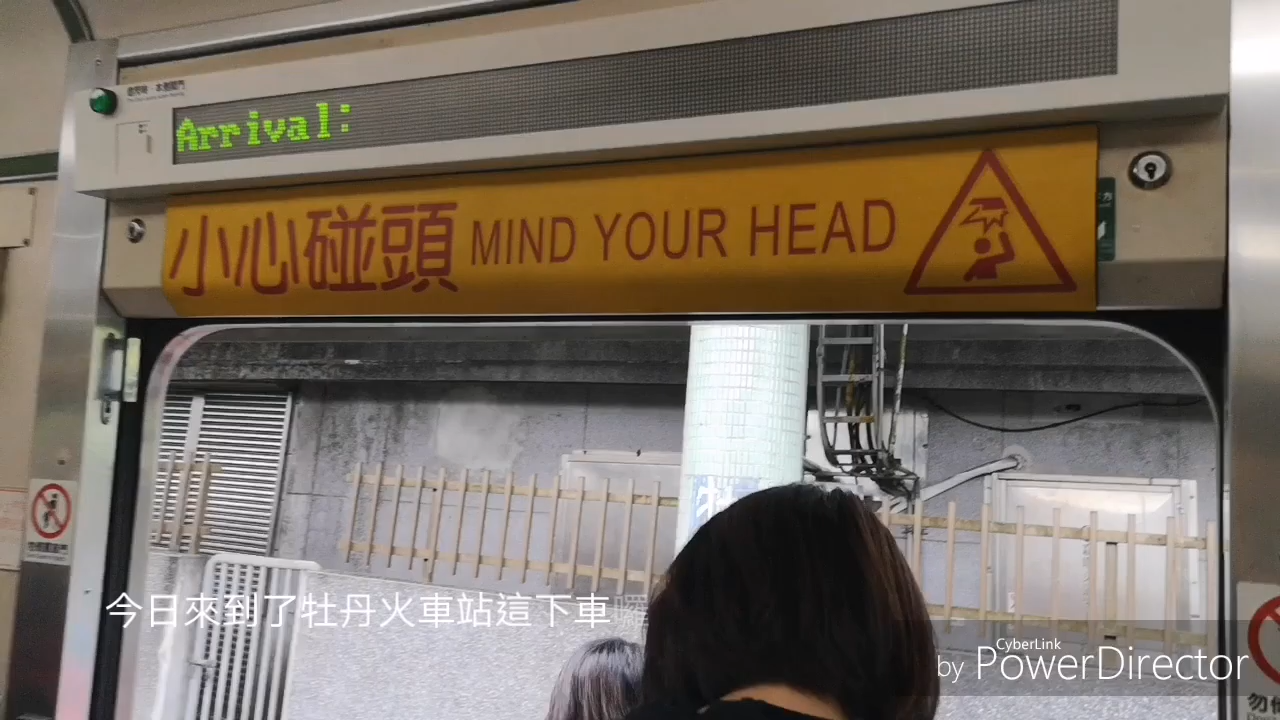 Arrival:
小心碰頭 MIND YOUR HEAD
今日來到了牡丹火車站這下車
CyberLink
by PowerDirector